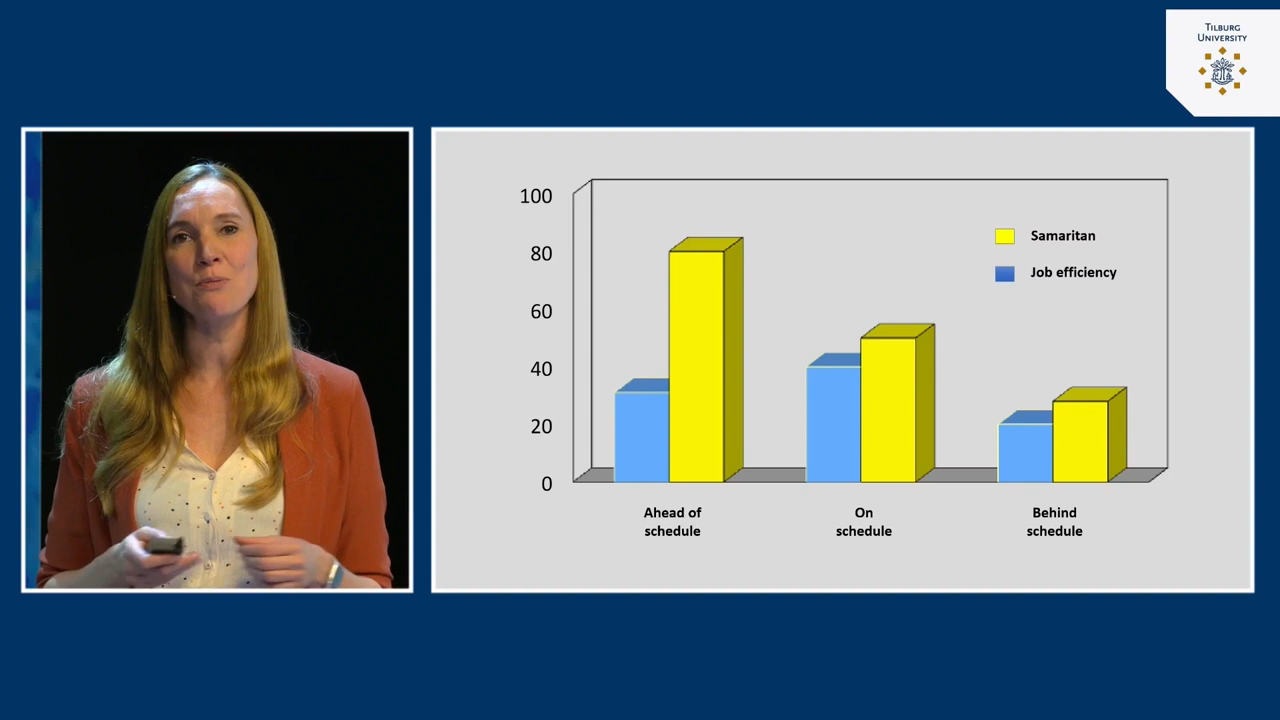 TILBURG
UNIVERSITY
100
80
60
40
20
0
Samaritan
Job efficiency
Ahead of
schedule
On
schedule
Behind
schedule